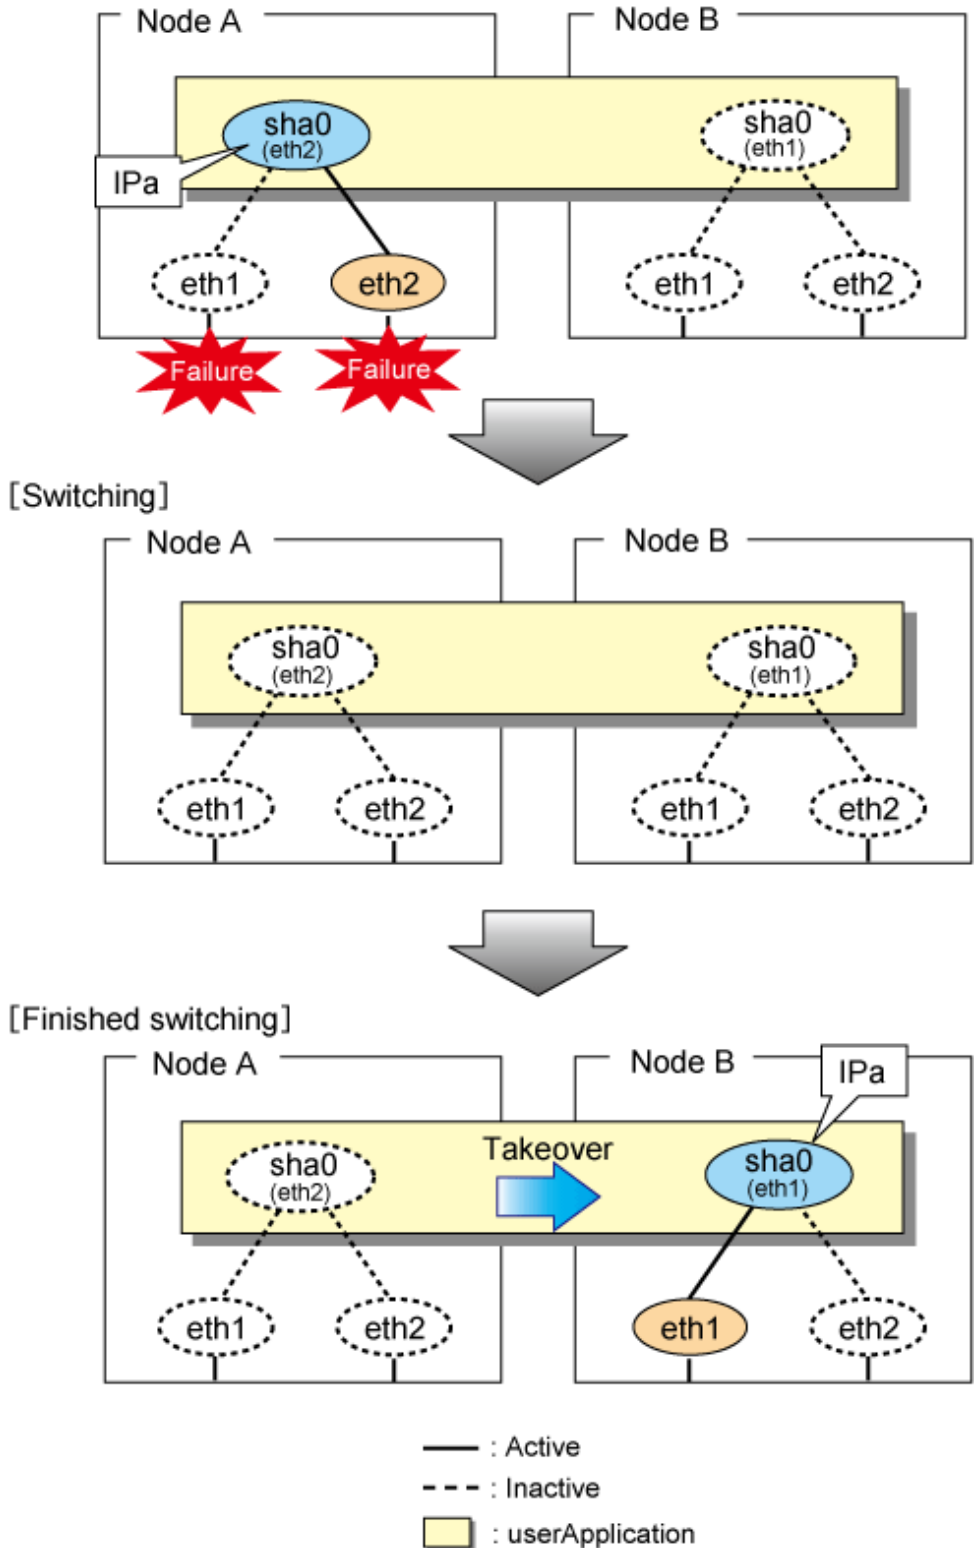 Node A
Node B
sha0
(eth2)
sha0
(eth1)
IPa
eth1
eth2
eth1
eth2
Failure
Failure
[Switching]
Node A
Node B
sha0
(eth2)
sha0
(eth1)
eth1
eth2
eth1
eth2
[Finished switching]
Node A
Node B
IPa
Takeover
sha0
(eth2)
sha0
(eth1)
eth1
eth2
eth1
eth2
: Active
: Inactive
: userApplication